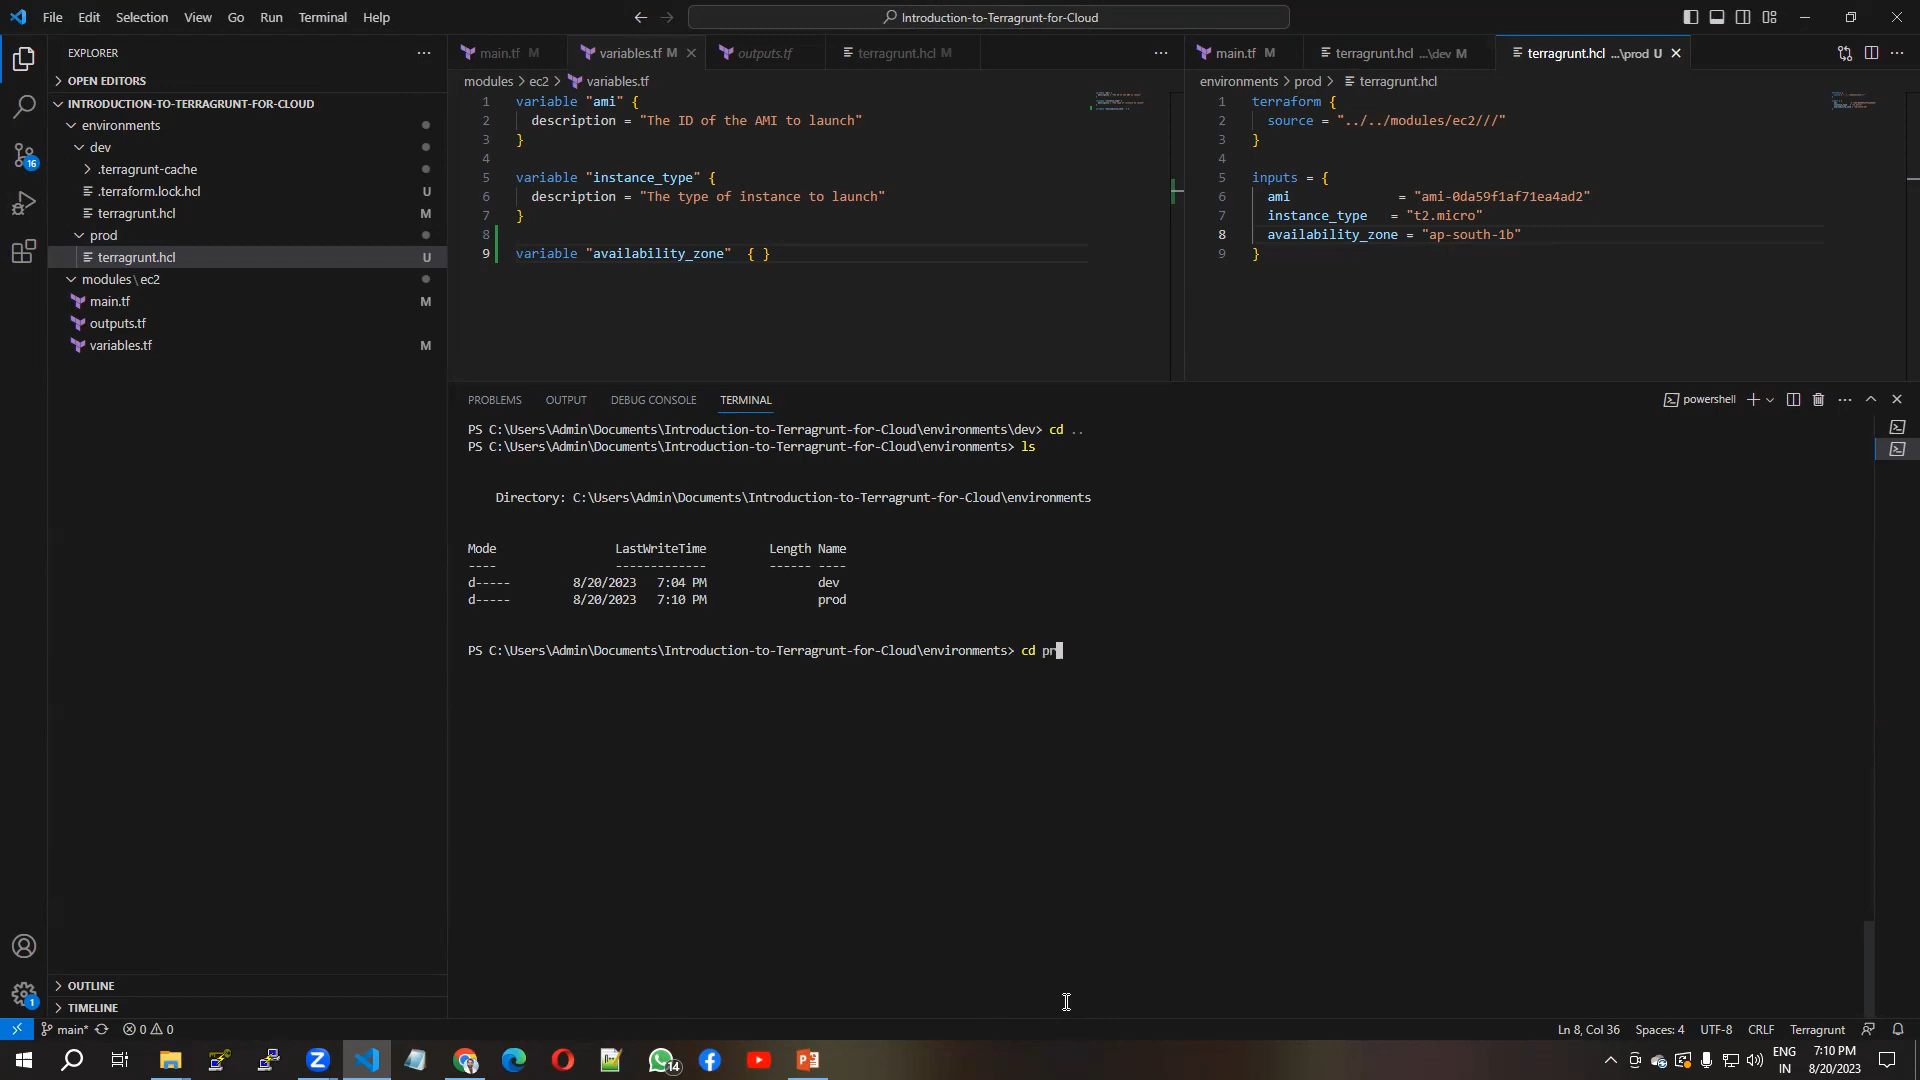 File Edit Selection View Go Run Terminal Help
Introduction-to-Terragrunt-for-Cloud
EXPLORER
OPEN EDITORS
INTRODUCTION-TO-TERRAGRUNT-FOR-CLOUD
environments
dev
.terragrunt-cache
.terraform.lock.hcl U
terragrunt.hcl M
prod
terragrunt.hcl U
modules\ec2
main.tf M
outputs.tf
variables.tf M
OUTLINE
TIMELINE
16
1
main.tf M variables.tf M outputs.tf terragrunt.hcl M
modules > ec2 > variables.tf
1 variable "ami" {
2 description = "The ID of the AMI to launch"
3 }
4
5 variable "instance_type" {
6 description = "The type of instance to launch"
7 }
8
9 variable "availability_zone" { }
main.tf M terragrunt.hcl ...\dev M terragrunt.hcl ...\prod U
environments > prod > terragrunt.hcl
1 terraform {
2 source = "../../modules/ec2///"
3 }
4
5 inputs = {
6 ami = "ami-0da59f1af71ea4ad2"
7 instance_type = "t2.micro"
8 availability_zone = "ap-south-1b"
9 }
PROBLEMS OUTPUT DEBUG CONSOLE TERMINAL
powershell
PS C:\Users\Admin\Documents\Introduction-to-Terragrunt-for-Cloud\environments\dev> cd ..
PS C:\Users\Admin\Documents\Introduction-to-Terragrunt-for-Cloud\environments> ls
Directory: C:\Users\Admin\Documents\Introduction-to-Terragrunt-for-Cloud\environments
Mode LastWriteTime Length Name
---- ------------- ------ ----
d----- 8/20/2023 7:04 PM dev
d----- 8/20/2023 7:10 PM prod
PS C:\Users\Admin\Documents\Introduction-to-Terragrunt-for-Cloud\environments> cd pr
main* 0 0
Ln 8, Col 36 Spaces: 4 UTF-8 CRLF Terragrunt
14
ENG
IN
7:10 PM
8/20/2023